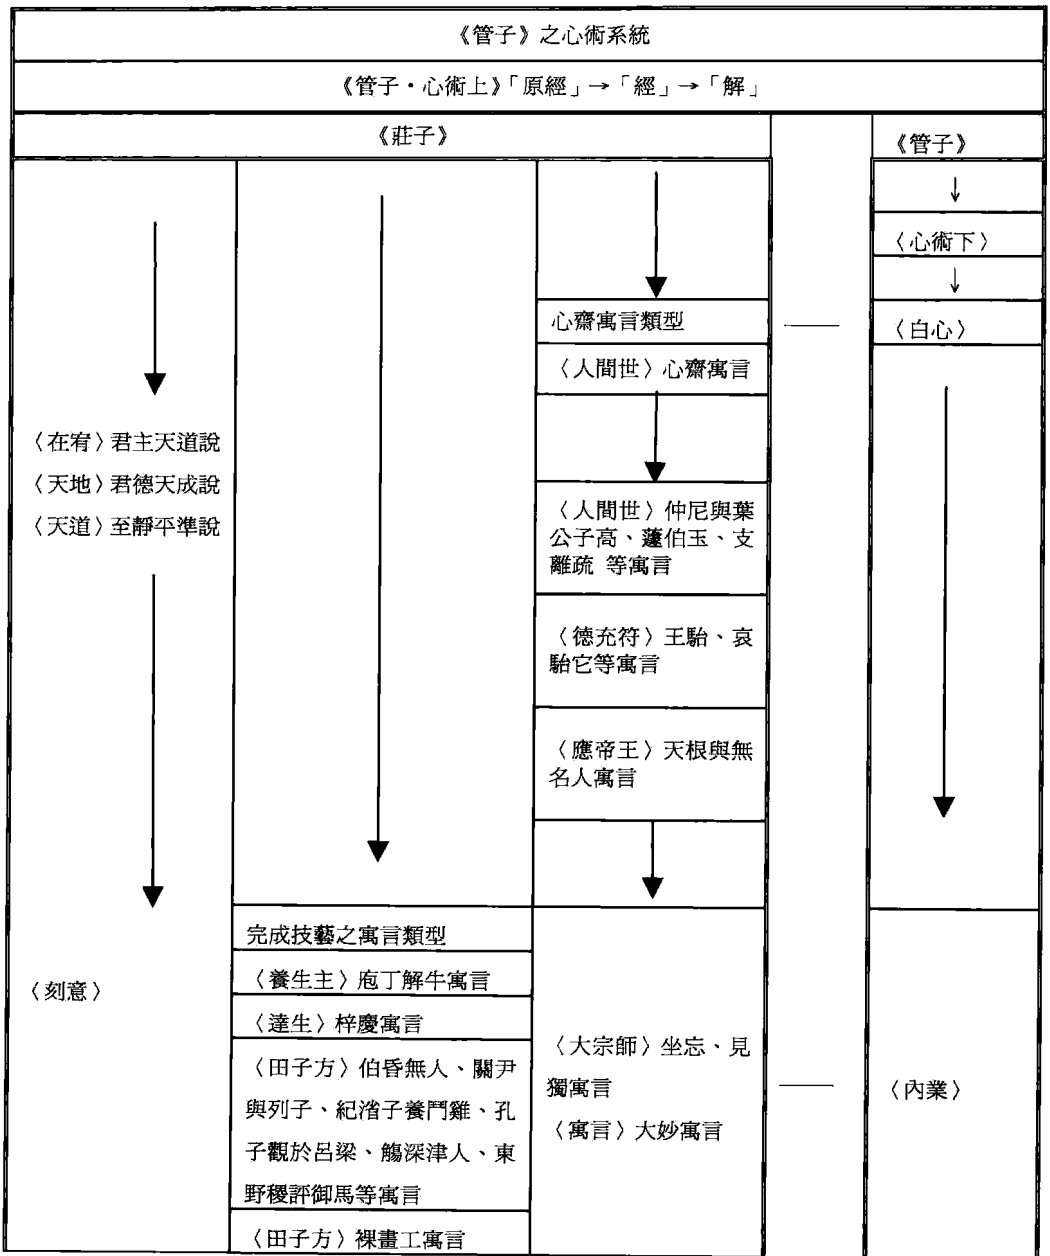 《管子》之心術系統
《管子・心術上》「原經」→「經」→「解」
《莊子》
〈在宥〉君主天道說
〈天地〉君德天成說
〈天道〉至靜平準說
〈刻意〉
完成技藝之寓言類型
〈養生主〉庖丁解牛寓言
〈達生〉梓慶寓言
〈田子方〉伯昏無人、關尹
與列子、紀渻子養鬥雞、孔
子觀於呂梁、觴深津人、東
野稷評御馬等寓言
〈田子方〉裸畫工寓言
心齋寓言類型
〈人間世〉心齋寓言
〈人間世〉仲尼與葉
公子高、蘧伯玉、支
離疏 等寓言
〈德充符〉王駘、哀
駘它等寓言
〈應帝王〉天根與無
名人寓言
〈大宗師〉坐忘、見
獨寓言
〈寓言〉大妙寓言
《管子》
↓
〈心術下〉
↓
〈白心〉
〈內業〉